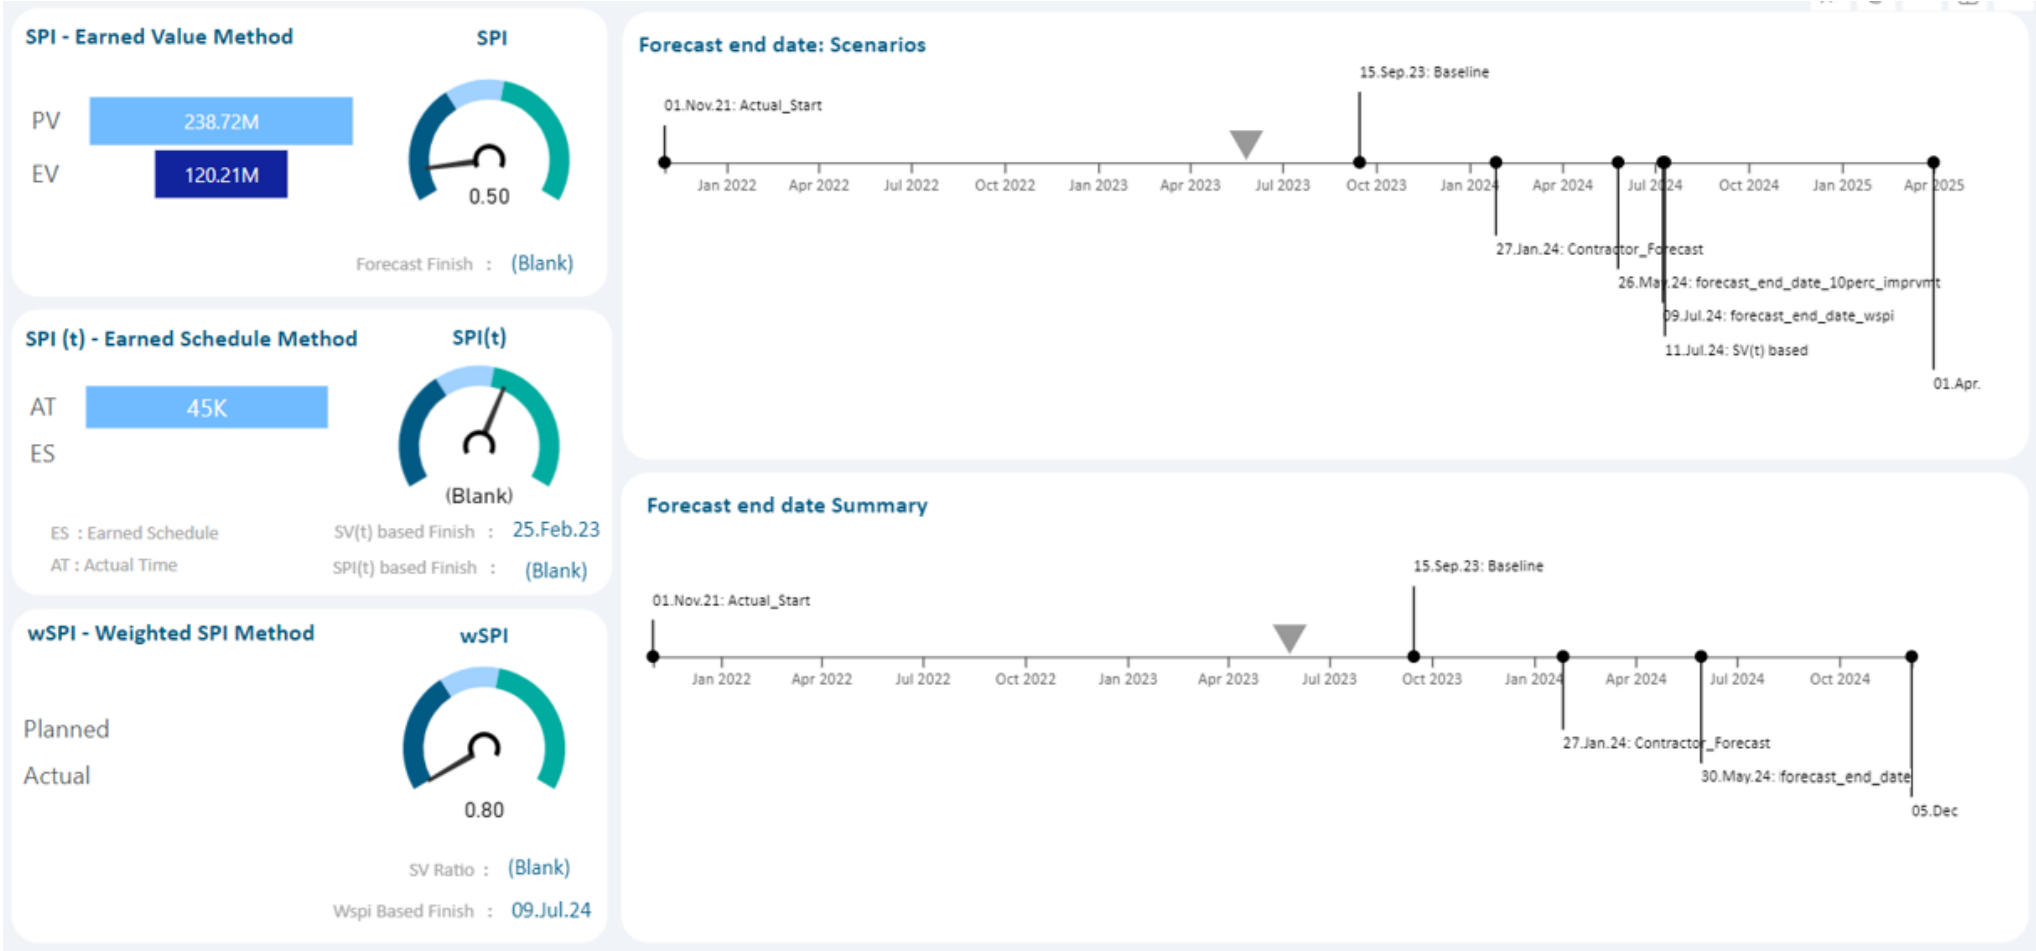 SPI - Earned Value Method
SPI
PV
238.72M
EV
120.21M
0.50
Forecast Finish :
(Blank)
SPI (t) - Earned Schedule Method
SPI(t)
AT
45K
ES
(Blank)
ES : Earned Schedule
SV(t) based Finish :
25.Feb.23
AT : Actual Time
SPI(t) based Finish :
(Blank)
wSPI - Weighted SPI Method
wSPI
Planned
Actual
0.80
SV Ratio :
(Blank)
Wspi Based Finish :
09.Jul.24
Forecast end date: Scenarios
15.Sep.23: Baseline
01.Nov.21: Actual_Start
Jan 2022 Apr 2022 Jul 2022 Oct 2022 Jan 2023 Apr 2023 Jul 2023 Oct 2023 Jan 2024 Apr 2024 Jul 2024 Oct 2024 Jan 2025 Apr 2025
27.Jan.24: Contractor_Forecast
26.May.24: forecast_end_date_10perc_imprvmt
09.Jul.24: forecast_end_date_wspi
11.Jul.24: SV(t) based
01.Apr.
Forecast end date Summary
15.Sep.23: Baseline
01.Nov.21: Actual_Start
Jan 2022 Apr 2022 Jul 2022 Oct 2022 Jan 2023 Apr 2023 Jul 2023 Oct 2023 Jan 2024 Apr 2024 Jul 2024 Oct 2024
27.Jan.24: Contractor_Forecast
30.May.24: forecast_end_date
05.Dec